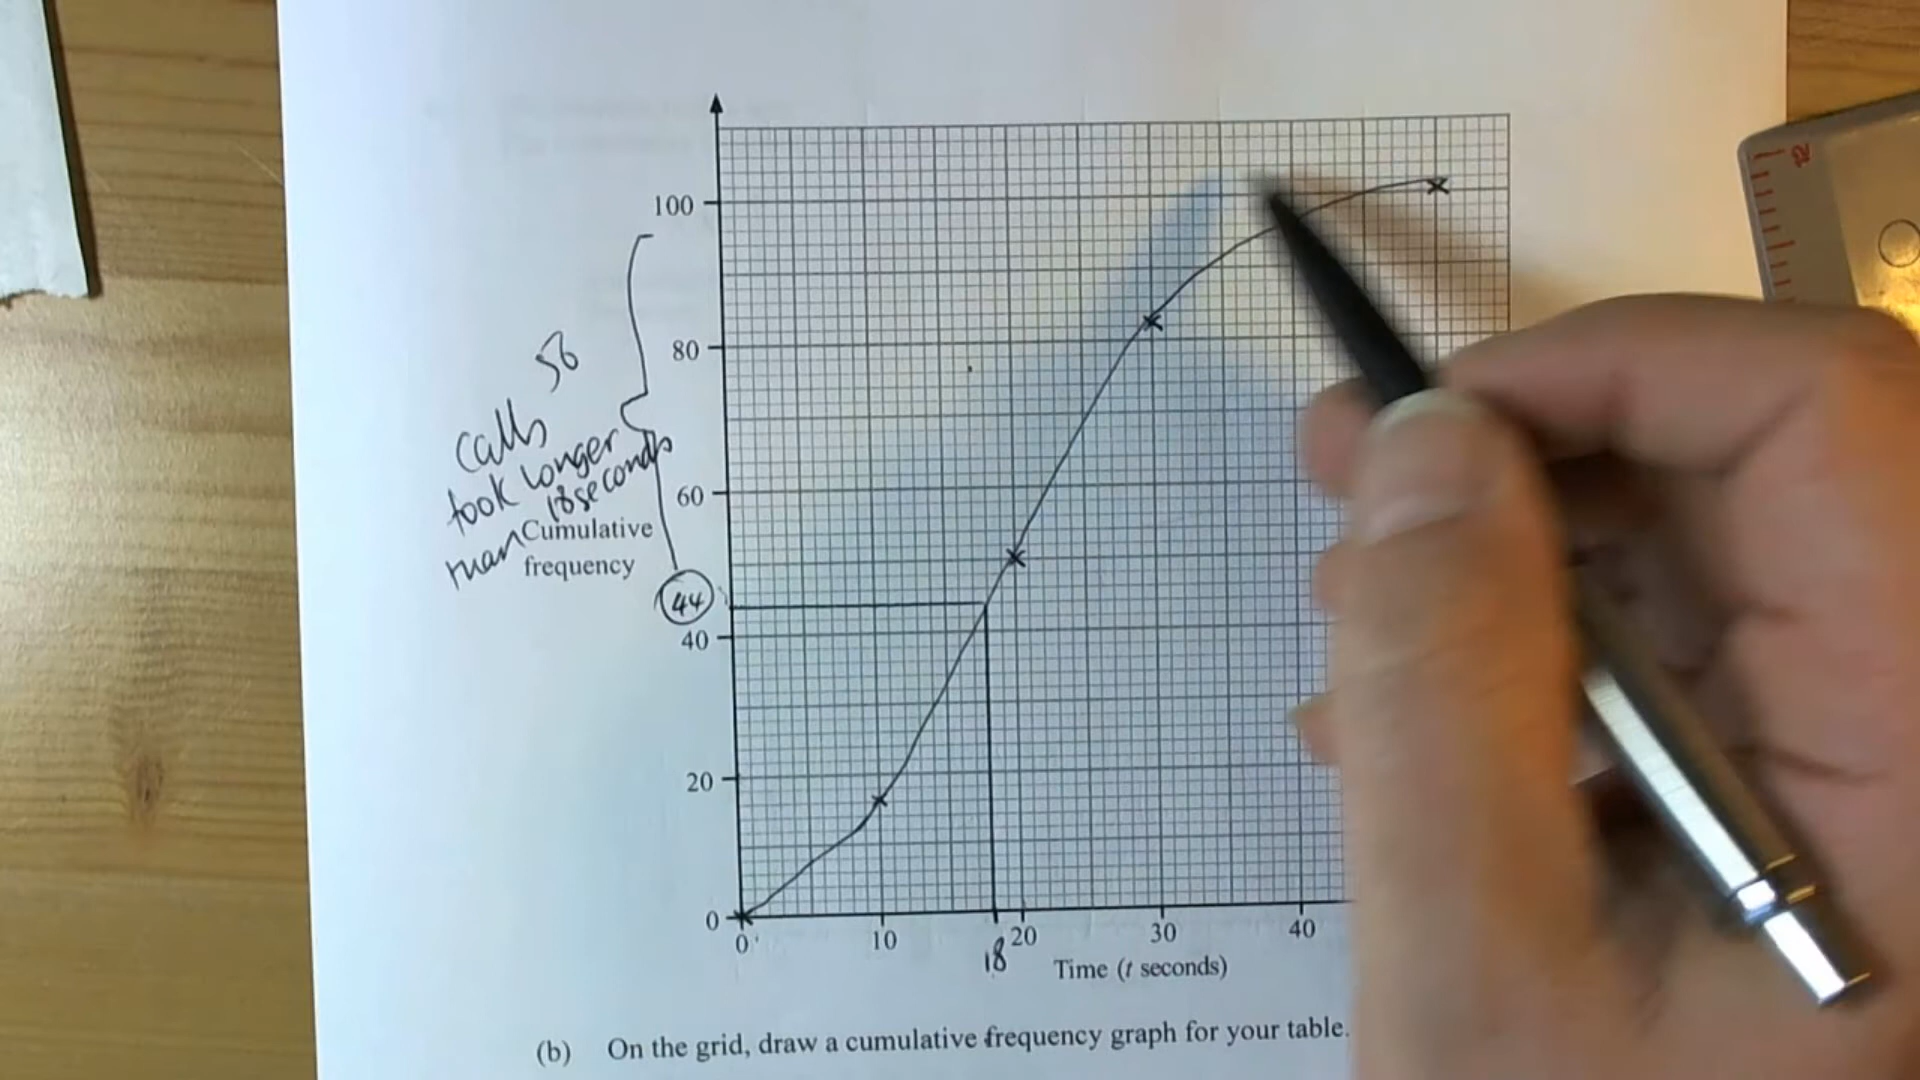 100
56
80
calls
took longer
than 18 seconds
60
Cumulative
frequency
44
40
20
0
0 10 18 20 30 40
Time (t seconds)
(b) On the grid, draw a cumulative frequency graph for your table.
12